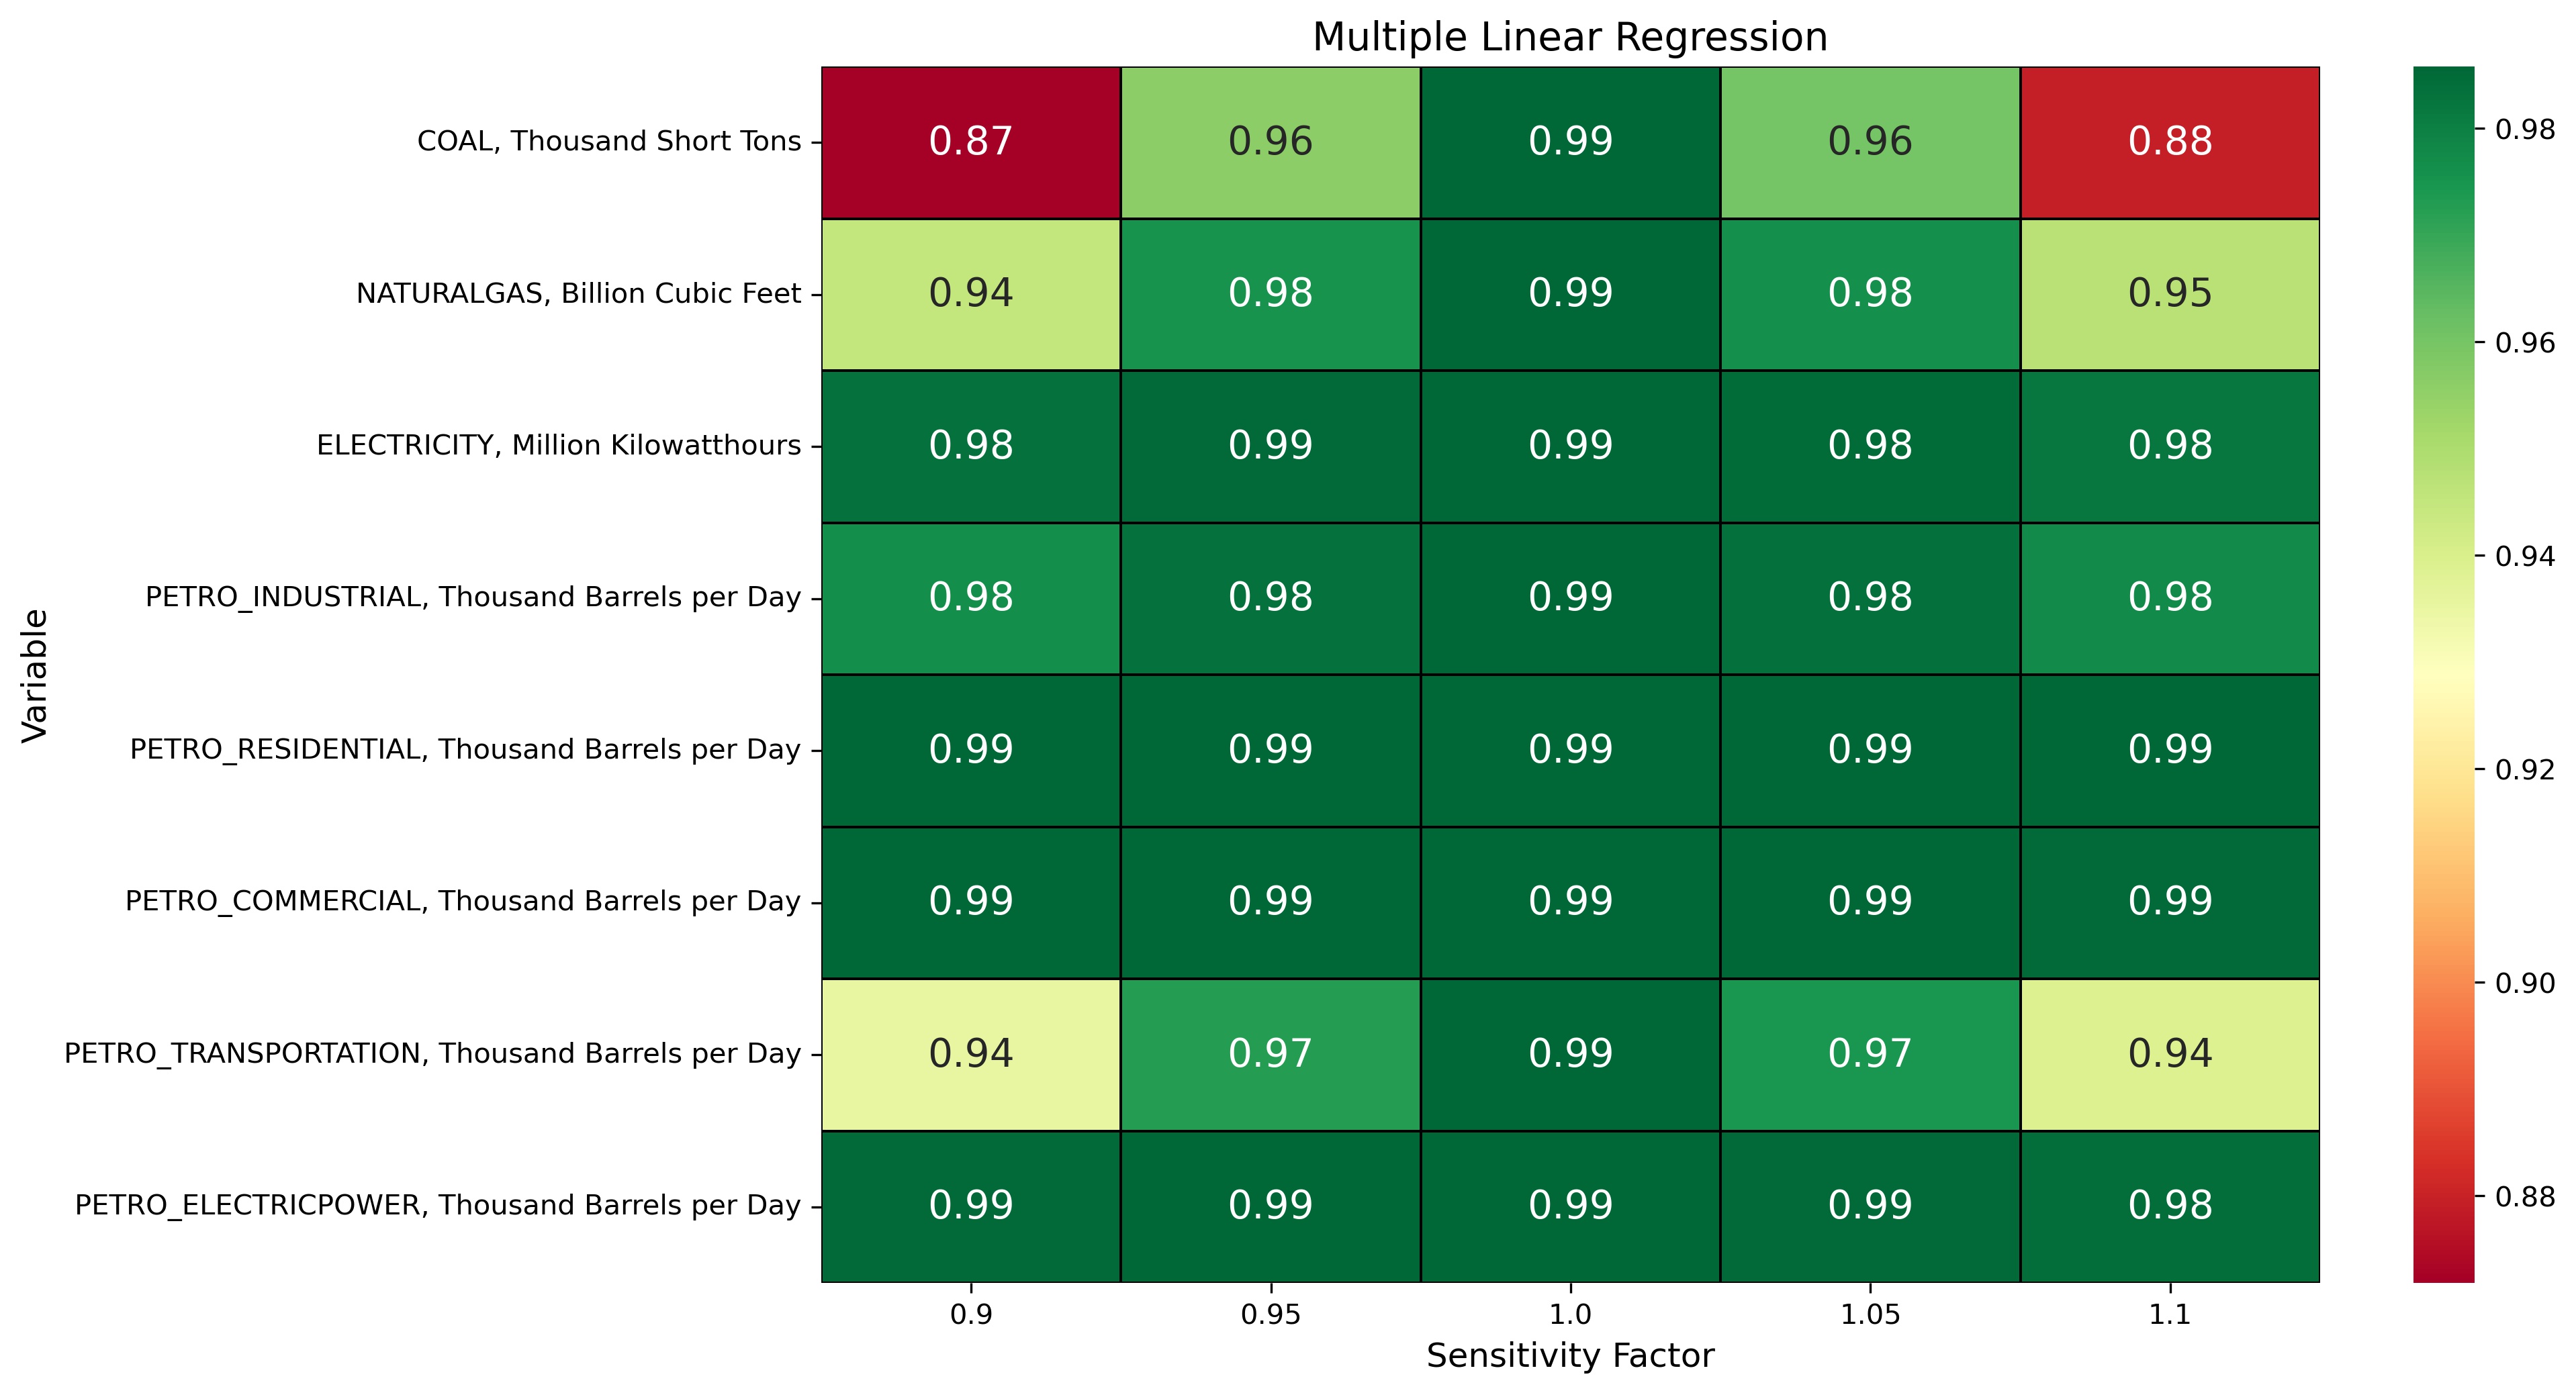 Multiple Linear Regression
COAL, Thousand Short Tons 0.87 0.96 0.99 0.96 0.88
NATURALGAS, Billion Cubic Feet 0.94 0.98 0.99 0.98 0.95
ELECTRICITY, Million Kilowatthours 0.98 0.99 0.99 0.98 0.98
PETRO_INDUSTRIAL, Thousand Barrels per Day 0.98 0.98 0.99 0.98 0.98
PETRO_RESIDENTIAL, Thousand Barrels per Day 0.99 0.99 0.99 0.99 0.99
PETRO_COMMERCIAL, Thousand Barrels per Day 0.99 0.99 0.99 0.99 0.99
PETRO_TRANSPORTATION, Thousand Barrels per Day 0.94 0.97 0.99 0.97 0.94
PETRO_ELECTRICPOWER, Thousand Barrels per Day 0.99 0.99 0.99 0.99 0.98
0.9 0.95 1.0 1.05 1.1
Sensitivity Factor
Variable
0.98
0.96
0.94
0.92
0.90
0.88